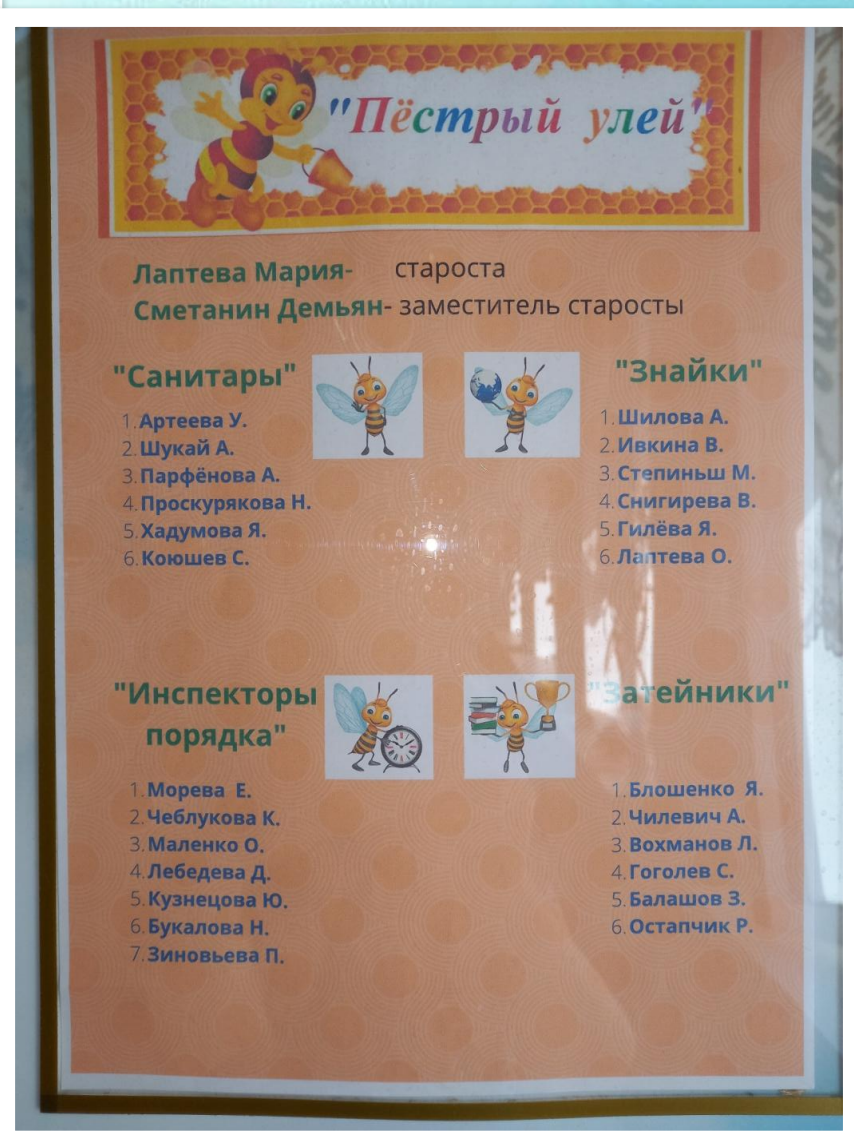 "Пёстрый улей"
Лаптева Мария- староста
Сметанин Демьян- заместитель старосты
"Санитары"
1.Артеева У.
2.Шукай А.
3.Парфёнова А.
4.Проскурякова Н.
5.Хадумова Я.
6.Коюшев С.
"Знайки"
1.Шилова А.
2.Ивкина В.
3.Степиньш М.
4.Снигирева В.
5.Гилёва Я.
6.Лаптева О.
"Инспекторы
порядка"
1.Морева Е.
2.Чеблукова К.
3.Маленко О.
4.Лебедева Д.
5.Кузнецова Ю.
6.Букалова Н.
7.Зиновьева П.
"Затейники"
1.Блошенко Я.
2.Чилевич А.
3.Вохманов Л.
4.Гоголев С.
5.Балашов З.
6.Остапчик Р.